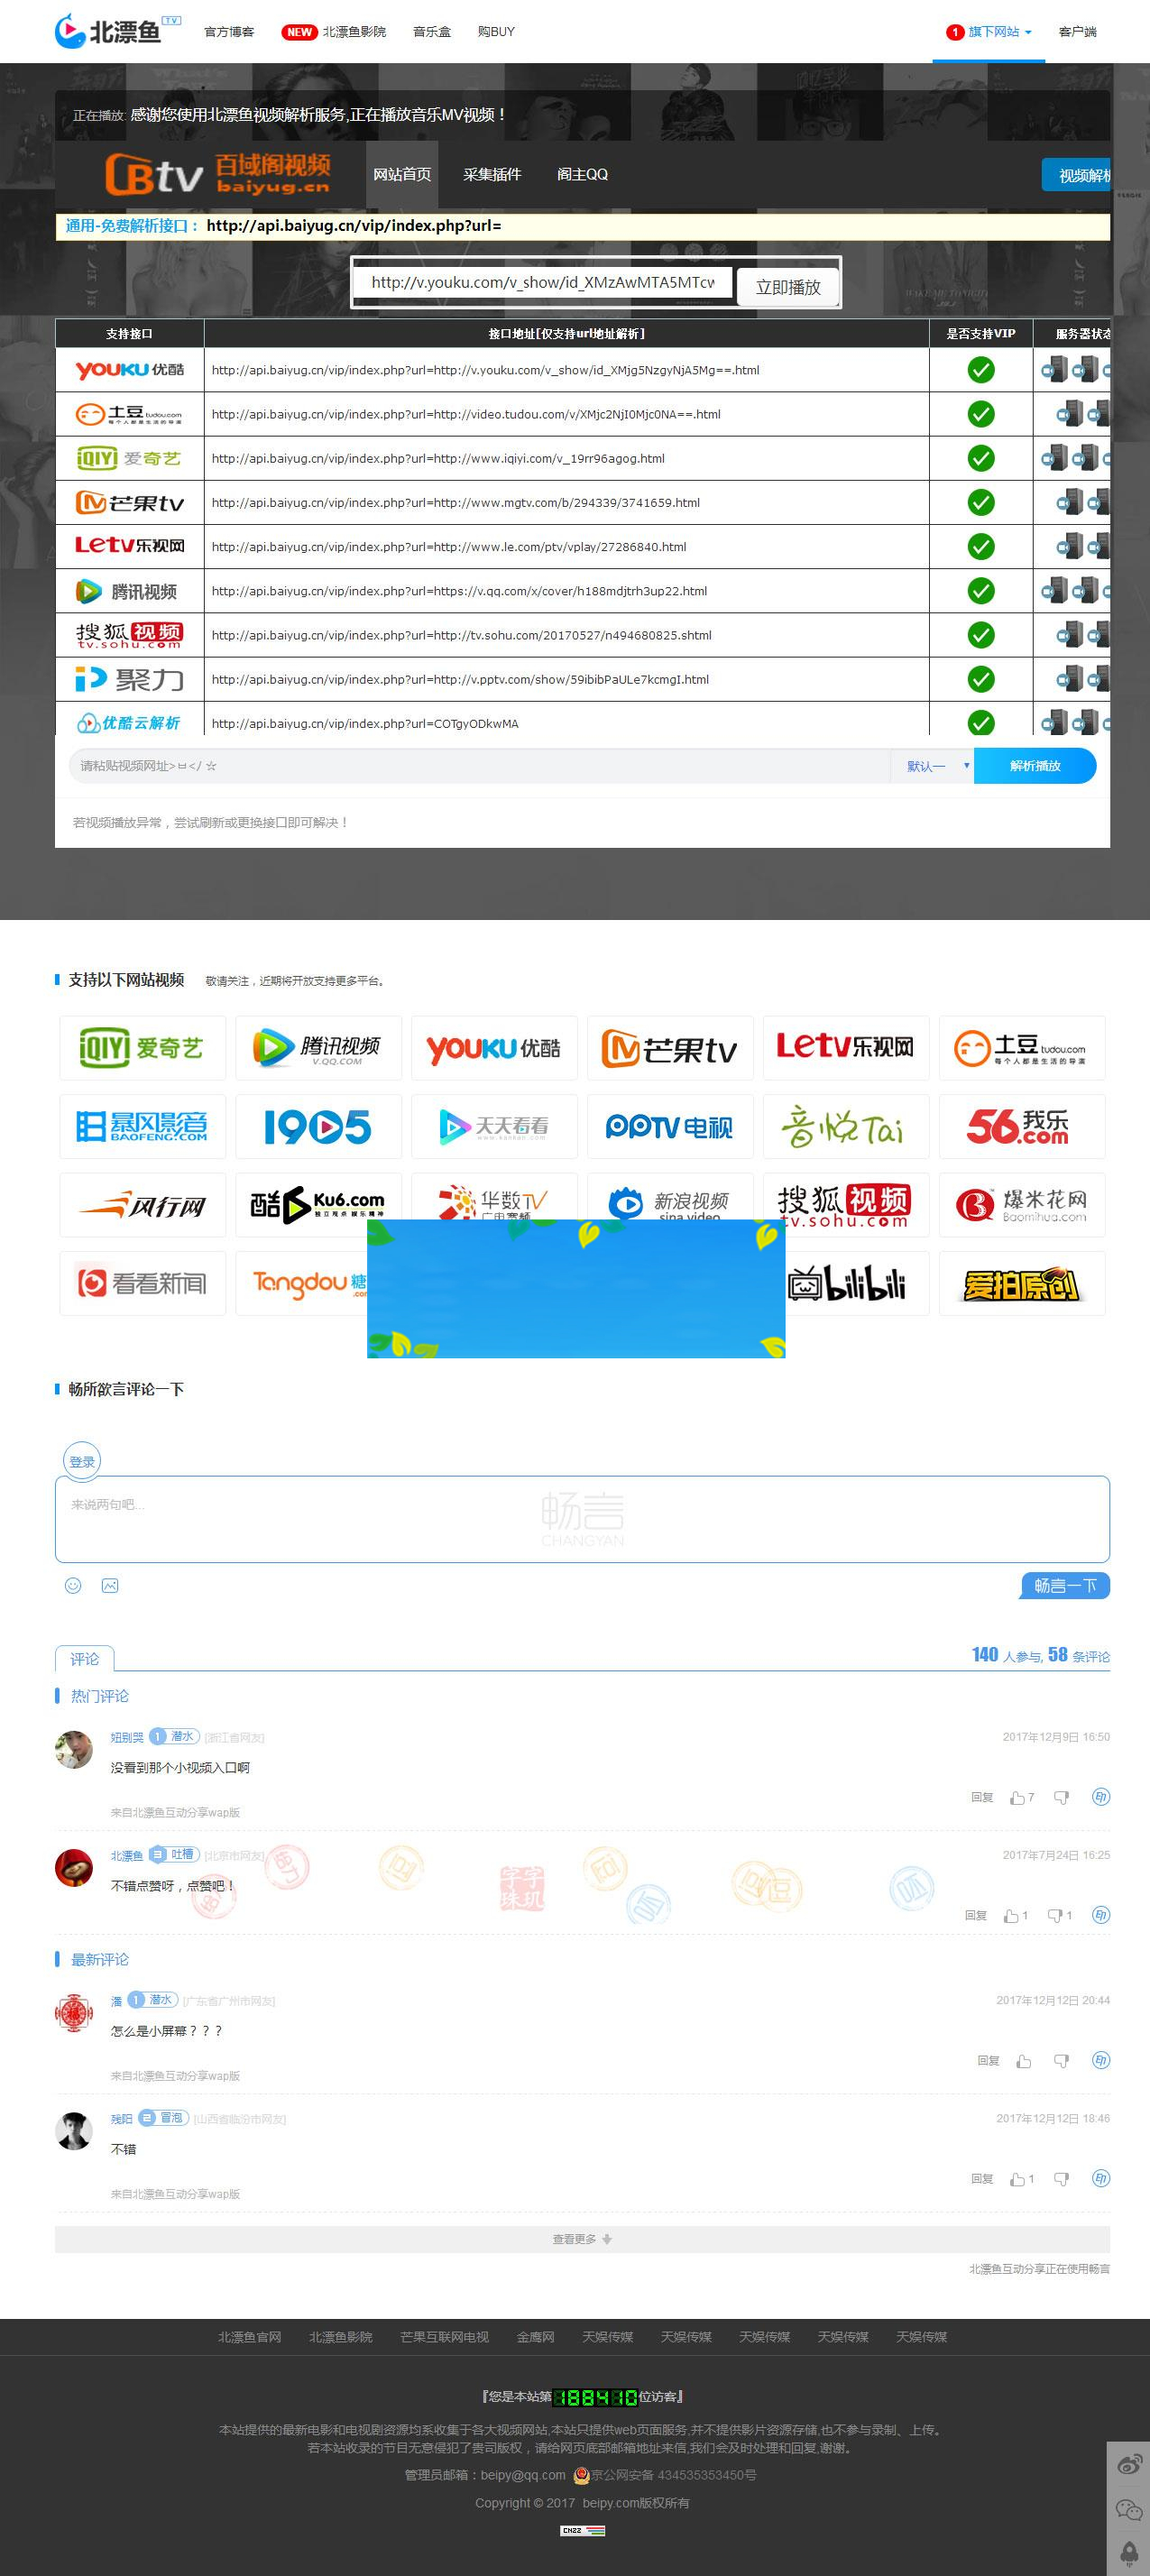 北漂鱼 TV 官方博客 NEW 北漂鱼影院 音乐盒 购BUY 1 旗下网站 客户端
正在播放: 感谢您使用北漂鱼视频解析服务,正在播放音乐MV视频！
Btv 百域阁视频 baiyug.cn 网站首页 采集插件 阁主QQ 视频解析
通用-免费解析接口： http://api.baiyug.cn/vip/index.php?url=
http://v.youku.com/v_show/id_XMzAwMTA5MTcw 立即播放
支持接口 接口地址[仅支持url地址解析] 是否支持VIP 服务器状态
YOUKU 优酷 http://api.baiyug.cn/vip/index.php?url=http://v.youku.com/v_show/id_XMjg5NzgyNjA5Mg==.html
土豆 tudou.com 每个人都是生活的导演 http://api.baiyug.cn/vip/index.php?url=http://video.tudou.com/v/XMjc2NjI0Mjc0NA==.html
QIY 爱奇艺 http://api.baiyug.cn/vip/index.php?url=http://www.iqiyi.com/v_19rr96agog.html
芒果tv http://api.baiyug.cn/vip/index.php?url=http://www.mgtv.com/b/294339/3741659.html
Letv 乐视网 http://api.baiyug.cn/vip/index.php?url=http://www.le.com/ptv/vplay/27286840.html
腾讯视频 http://api.baiyug.cn/vip/index.php?url=https://v.qq.com/x/cover/h188mdjtrh3up22.html
搜狐视频 tv.sohu.com http://api.baiyug.cn/vip/index.php?url=http://tv.sohu.com/20170527/n494680825.shtml
聚力 http://api.baiyug.cn/vip/index.php?url=http://v.pptv.com/show/59ibibPaULe7kcmgI.html
优酷云解析 http://api.baiyug.cn/vip/index.php?url=COTgyODkwMA
请粘贴视频网址>ㅂ</ ☆ 默认一 解析播放
若视频播放异常，尝试刷新或更换接口即可解决！
支持以下网站视频 敬请关注，近期将开放支持更多平台。
QIY 爱奇艺 腾讯视频 V.QQ.COM YOUKU 优酷 芒果tv Letv 乐视网 土豆 tudou.com 每个人都是生活的导演
暴风影音 BAOFENG.COM 1905 天天看看 www.kankan.com PPTV 电视 音悦Tai 56.com 我乐
风行网 酷6 Ku6.com 独立观点 娱乐精神 华数TV 广电宽频 新浪视频 sina video 搜狐视频 tv.sohu.com 爆米花网 Baomihua.com
看看新闻 Tangdou 糖 bilibili 爱拍原创
畅所欲言评论一下
登录
来说两句吧... 畅言 CHANGYAN
畅言一下
评论 140 人参与, 58 条评论
热门评论
妞别哭 1 潜水 [浙江省网友] 2017年12月9日 16:50
没看到那个小视频入口啊
回复 7 印
来自北漂鱼互动分享wap版
北漂鱼 三 吐槽 [北京市网友] 2017年7月24日 16:25
不错点赞呀，点赞吧！
字字珠玑
回复 1 1 印
最新评论
潘 1 潜水 [广东省广州市网友] 2017年12月12日 20:44
怎么是小屏幕？？？
回复 印
来自北漂鱼互动分享wap版
残阳 2 冒泡 [山西省临汾市网友] 2017年12月12日 18:46
不错
回复 1 印
来自北漂鱼互动分享wap版
查看更多
北漂鱼互动分享正在使用畅言
北漂鱼官网 北漂鱼影院 芒果互联网电视 金鹰网 天娱传媒 天娱传媒 天娱传媒 天娱传媒 天娱传媒
『您是本站第188410位访客』
本站提供的最新电影和电视剧资源均系收集于各大视频网站,本站只提供web页面服务,并不提供影片资源存储,也不参与录制、上传。
若本站收录的节目无意侵犯了贵司版权，请给网页底部邮箱地址来信,我们会及时处理和回复,谢谢。
管理员邮箱：beipy@qq.com 京公网安备 434535353450号
Copyright © 2017 beipy.com版权所有
CNZZ